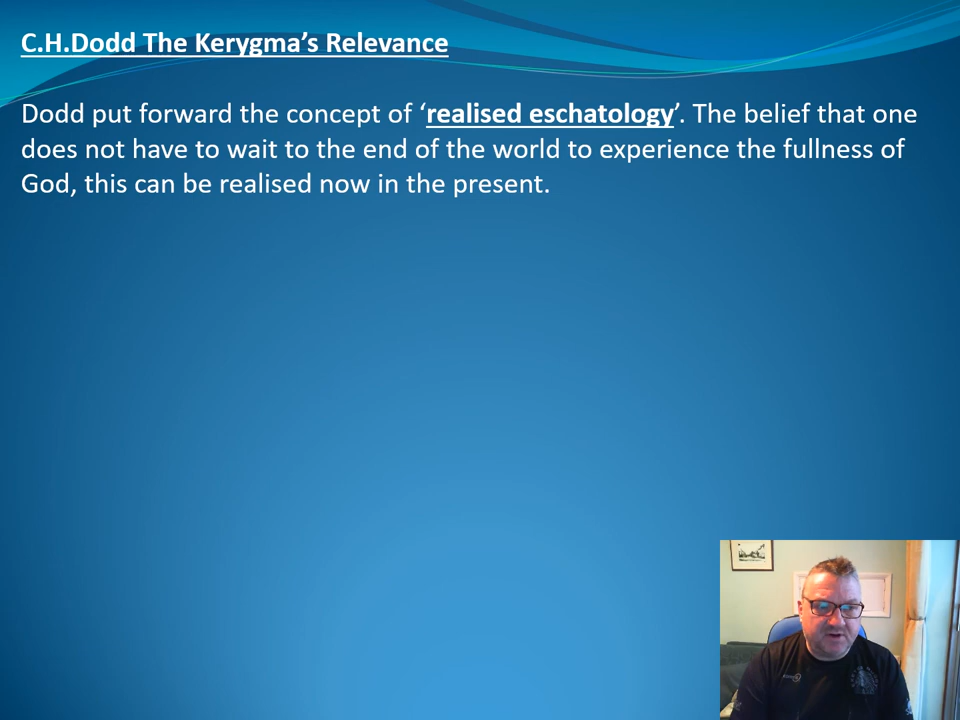 C.H.Dodd The Kerygma’s Relevance
Dodd put forward the concept of ‘realised eschatology’. The belief that one
does not have to wait to the end of the world to experience the fullness of
God, this can be realised now in the present.